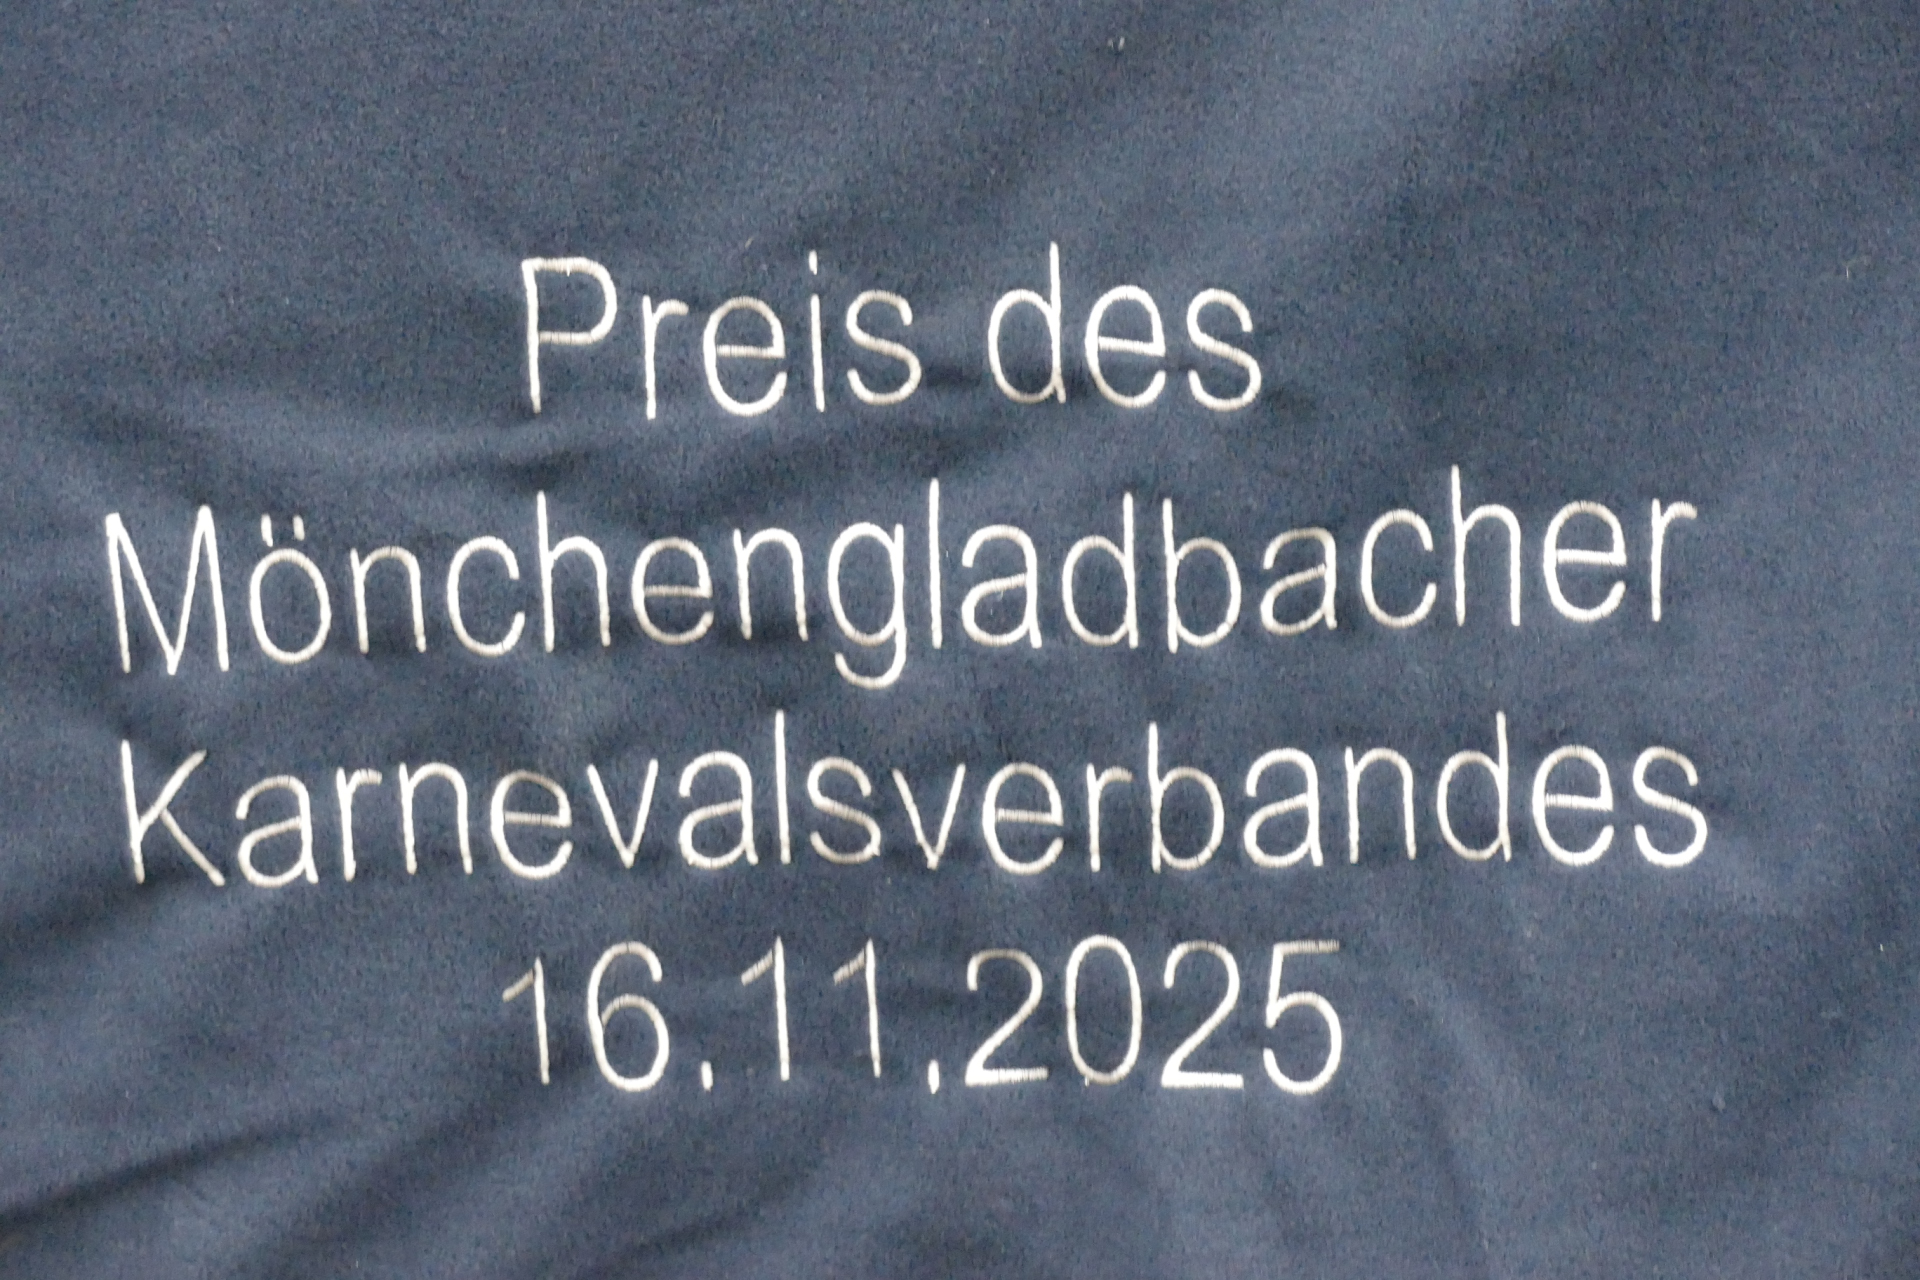 Preis des
Mönchengladbacher
Karnevalsverbandes
16.11.2025